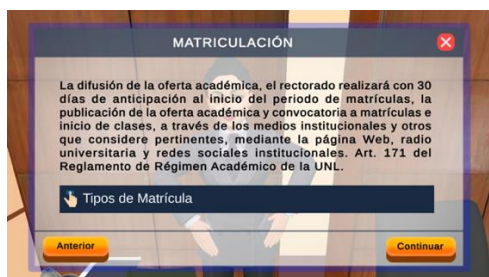 MATRICULACIÓN
La difusión de la oferta académica, el rectorado realizará con 30
días de anticipación al inicio del periodo de matrículas, la
publicación de la oferta académica y convocatoria a matrículas e
inicio de clases, a través de los medios institucionales y otros
que considere pertinentes, mediante la página Web, radio
universitaria y redes sociales institucionales. Art. 171 del
Reglamento de Régimen Académico de la UNL.
Tipos de Matrícula
Anterior
Continuar